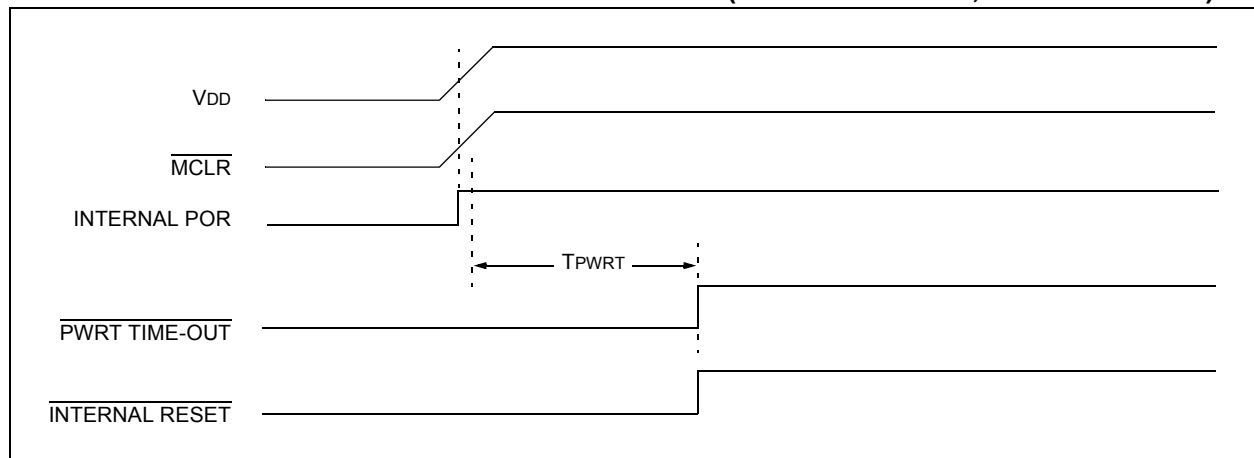 VDD
MCLR
INTERNAL POR
TPWRT
PWRT TIME-OUT
INTERNAL RESET